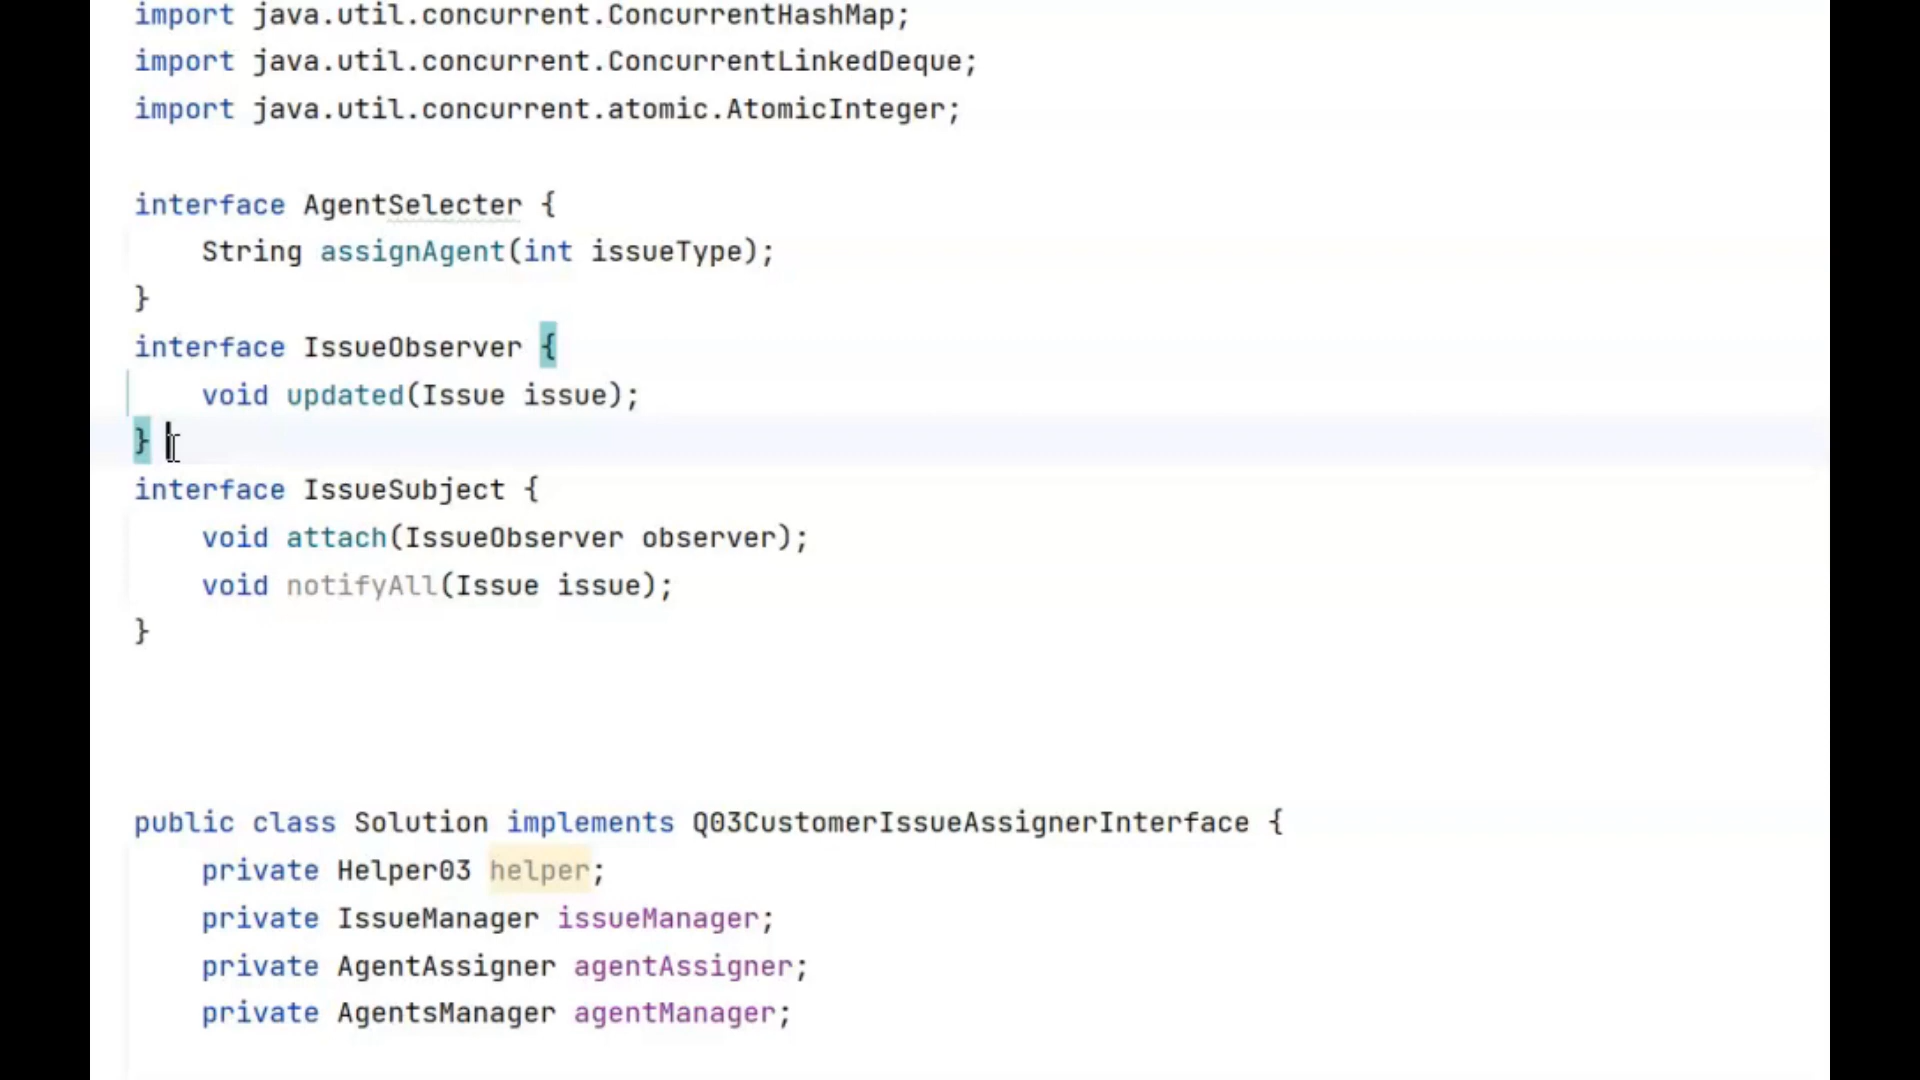 import java.util.concurrent.ConcurrentHashMap;
import java.util.concurrent.ConcurrentLinkedDeque;
import java.util.concurrent.atomic.AtomicInteger;
interface AgentSelecter {
String assignAgent(int issueType);
}
interface IssueObserver {
void updated(Issue issue);
}
interface IssueSubject {
void attach(IssueObserver observer);
void notifyAll(Issue issue);
}
public class Solution implements Q03CustomerIssueAssignerInterface {
private Helper03 helper;
private IssueManager issueManager;
private AgentAssigner agentAssigner;
private AgentsManager agentManager;